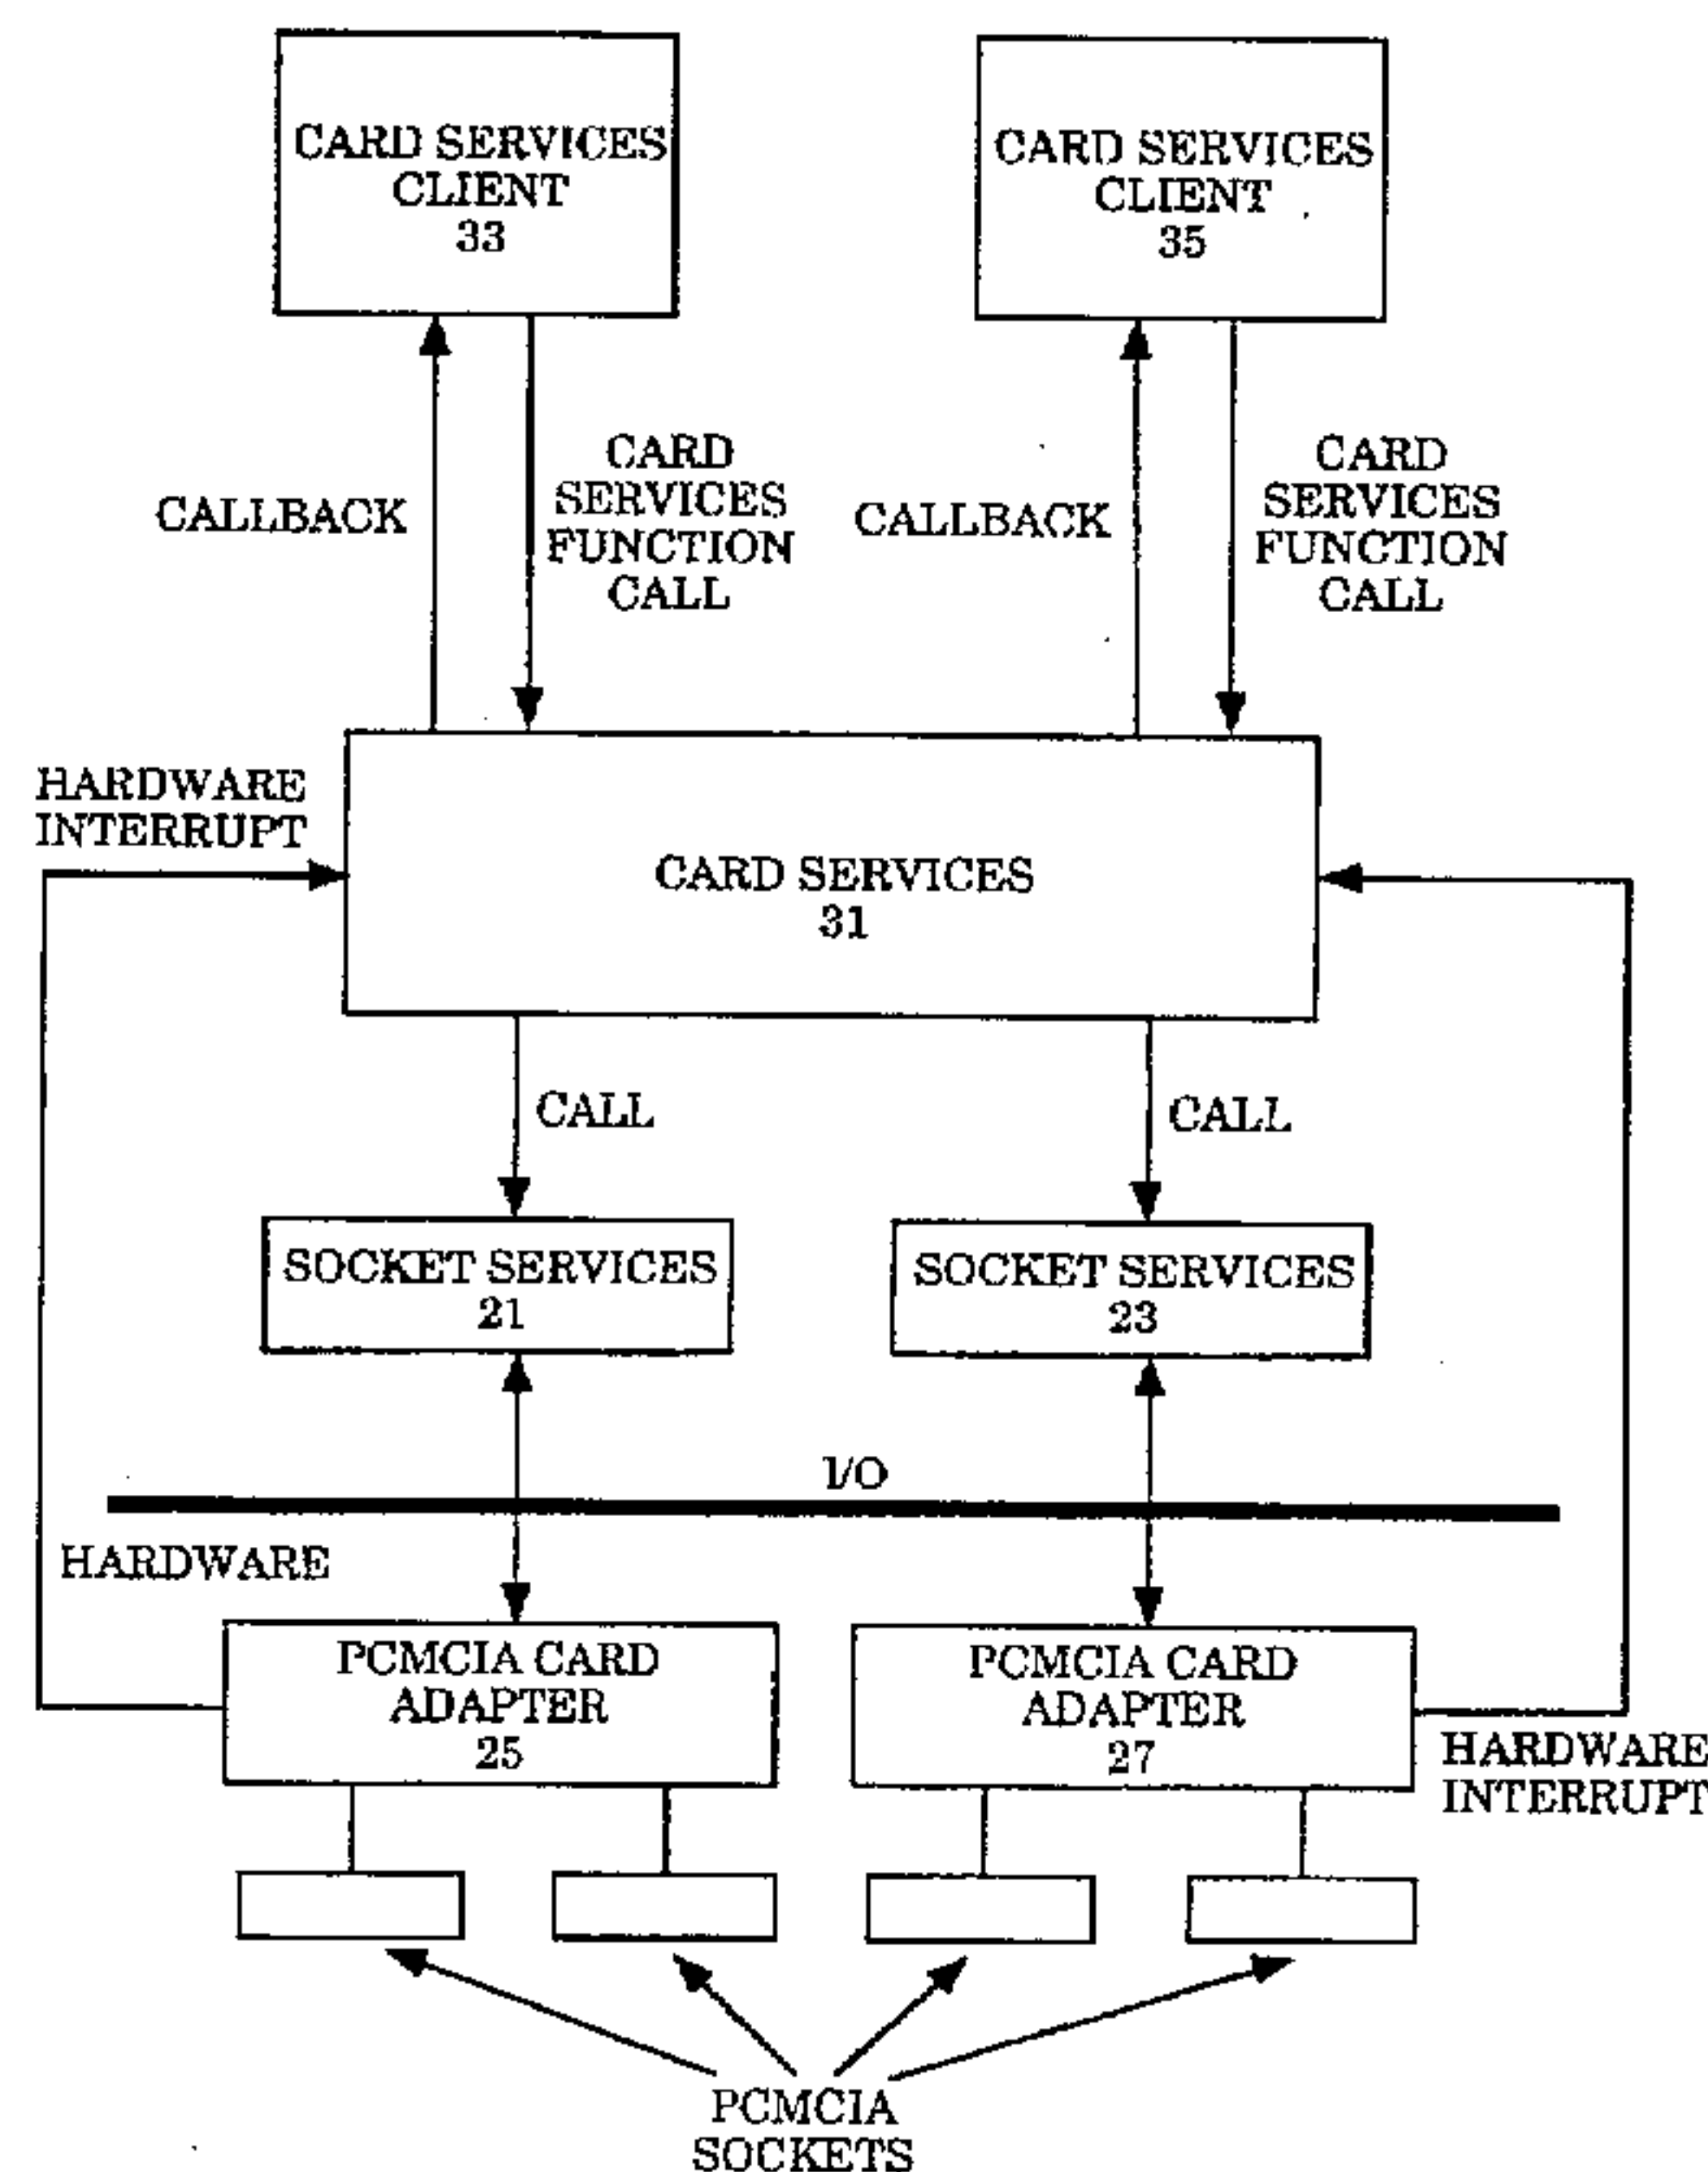 CARD SERVICES
CLIENT
33
CARD SERVICES
CLIENT
35
CALLBACK
CARD
SERVICES
FUNCTION
CALL
CALLBACK
CARD
SERVICES
FUNCTION
CALL
HARDWARE
INTERRUPT
CARD SERVICES
31
CALL
CALL
SOCKET SERVICES
21
SOCKET SERVICES
23
I/O
HARDWARE
PCMCIA CARD
ADAPTER
25
PCMCIA CARD
ADAPTER
27
HARDWARE
INTERRUPT
PCMCIA
SOCKETS